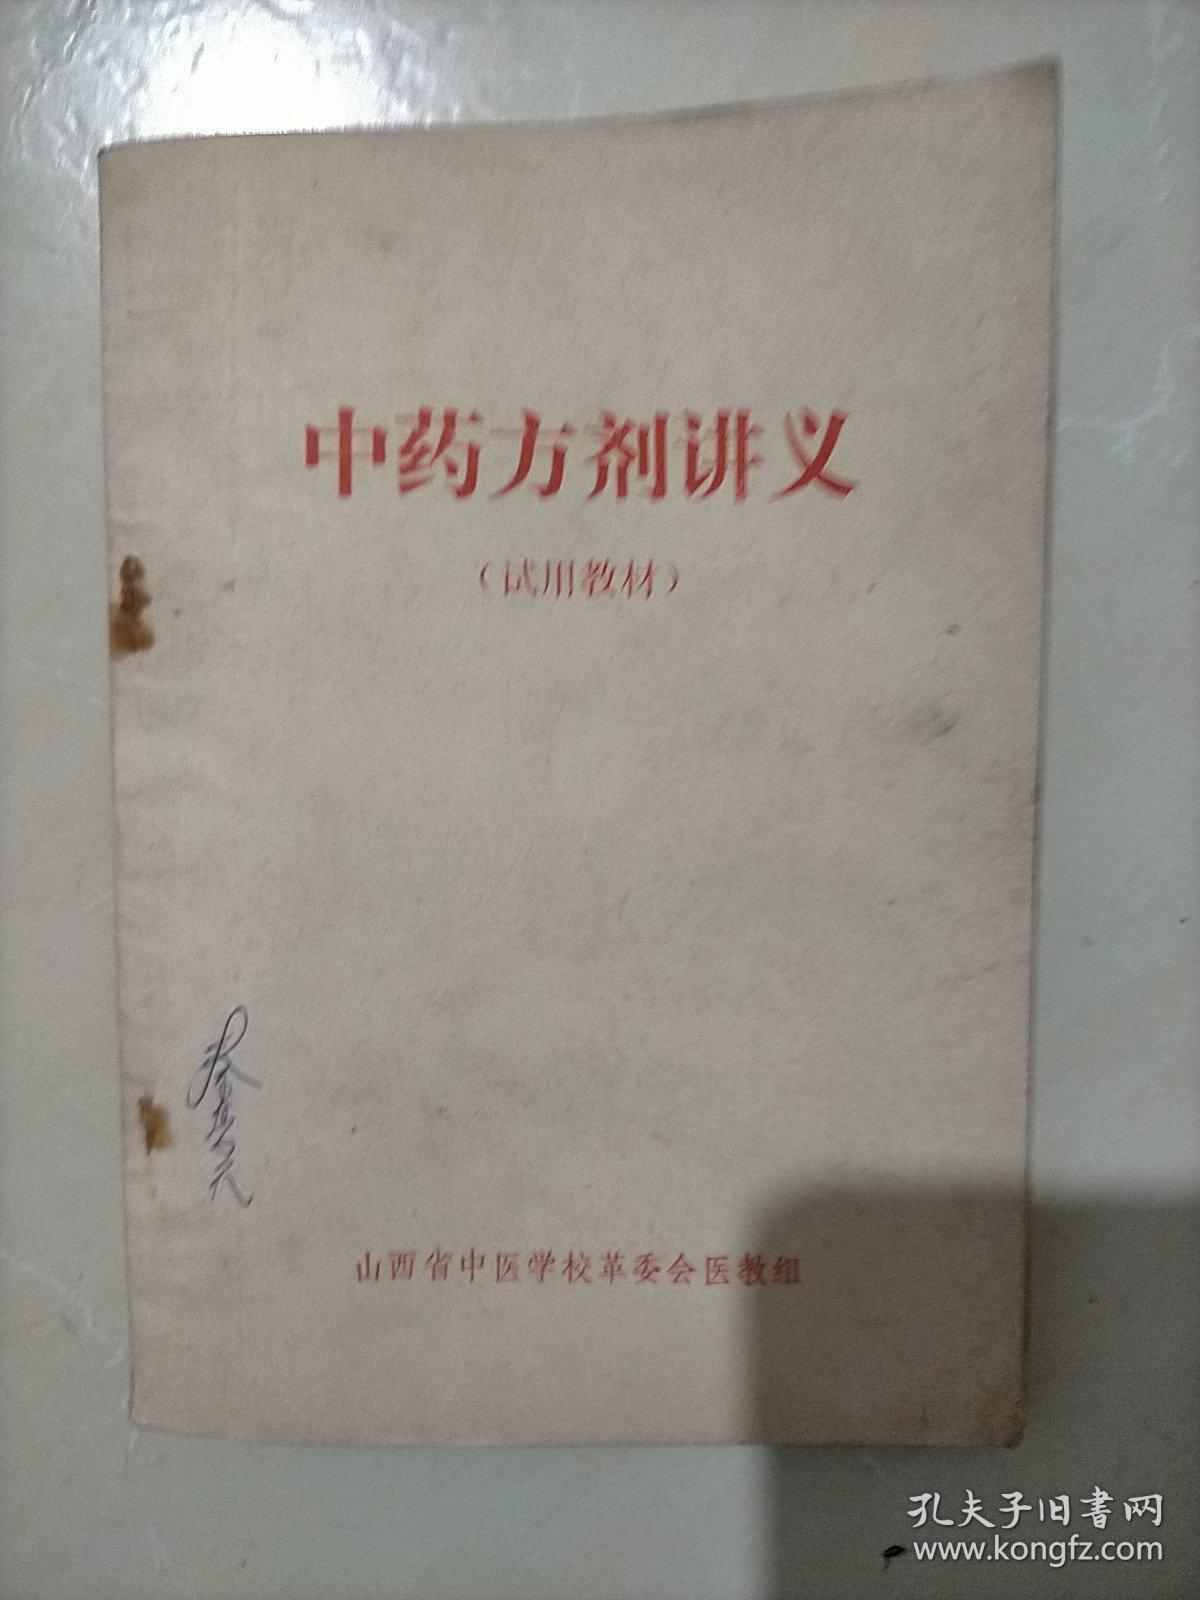 中药方剂讲义
（试用教材）
山西省中医学校革委会医教组
孔夫子旧書网
www.kongfz.com